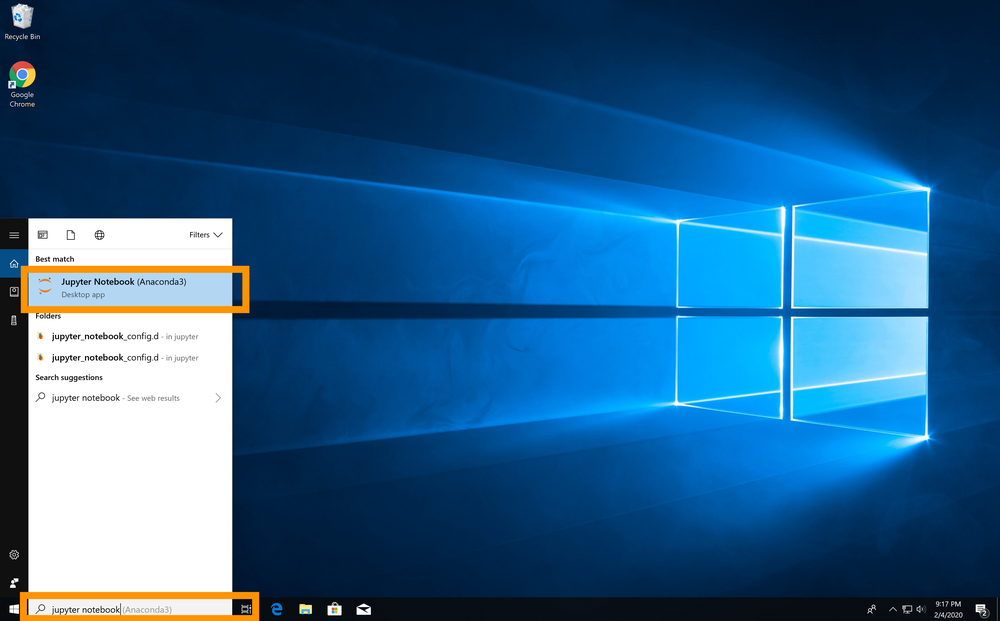 Recycle Bin
Google
Chrome
Filters
Best match
Jupyter Notebook (Anaconda3)
Desktop app
Folders
jupyter_notebook_config.d - in jupyter
jupyter_notebook_config.d - in jupyter
Search suggestions
jupyter notebook - See web results
jupyter notebook (Anaconda3)
9:17 PM
2/4/2020
2